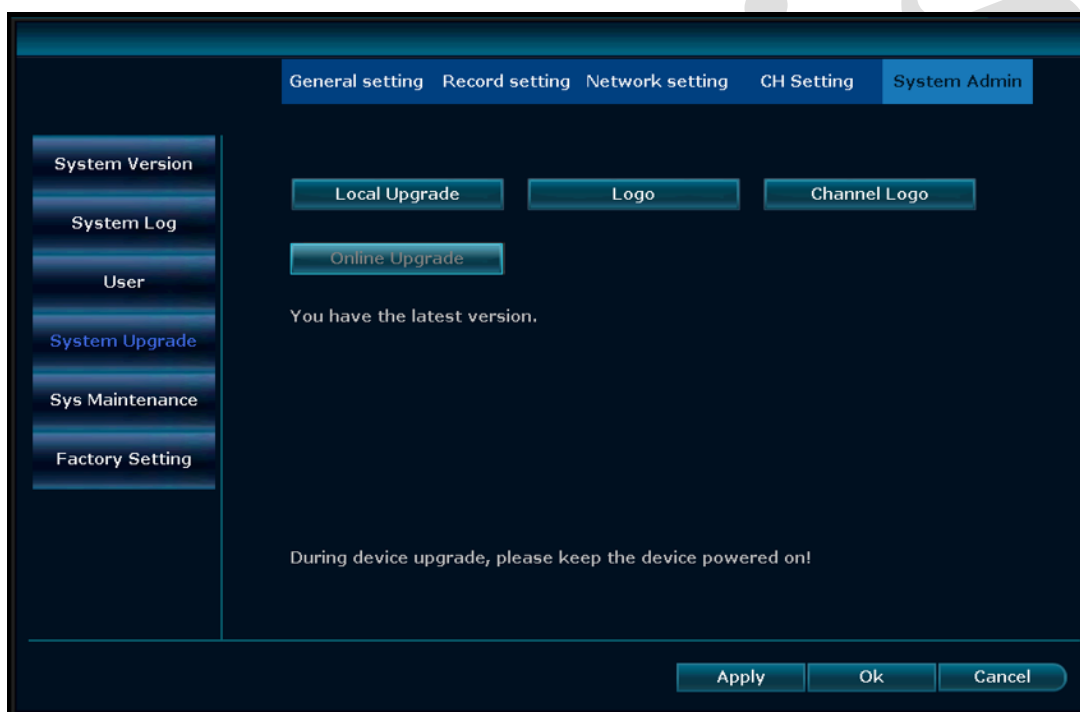 General setting Record setting Network setting CH Setting System Admin
System Version
System Log
User
System Upgrade
Sys Maintenance
Factory Setting
Local Upgrade Logo Channel Logo
Online Upgrade
You have the latest version.
During device upgrade, please keep the device powered on!
Apply Ok Cancel